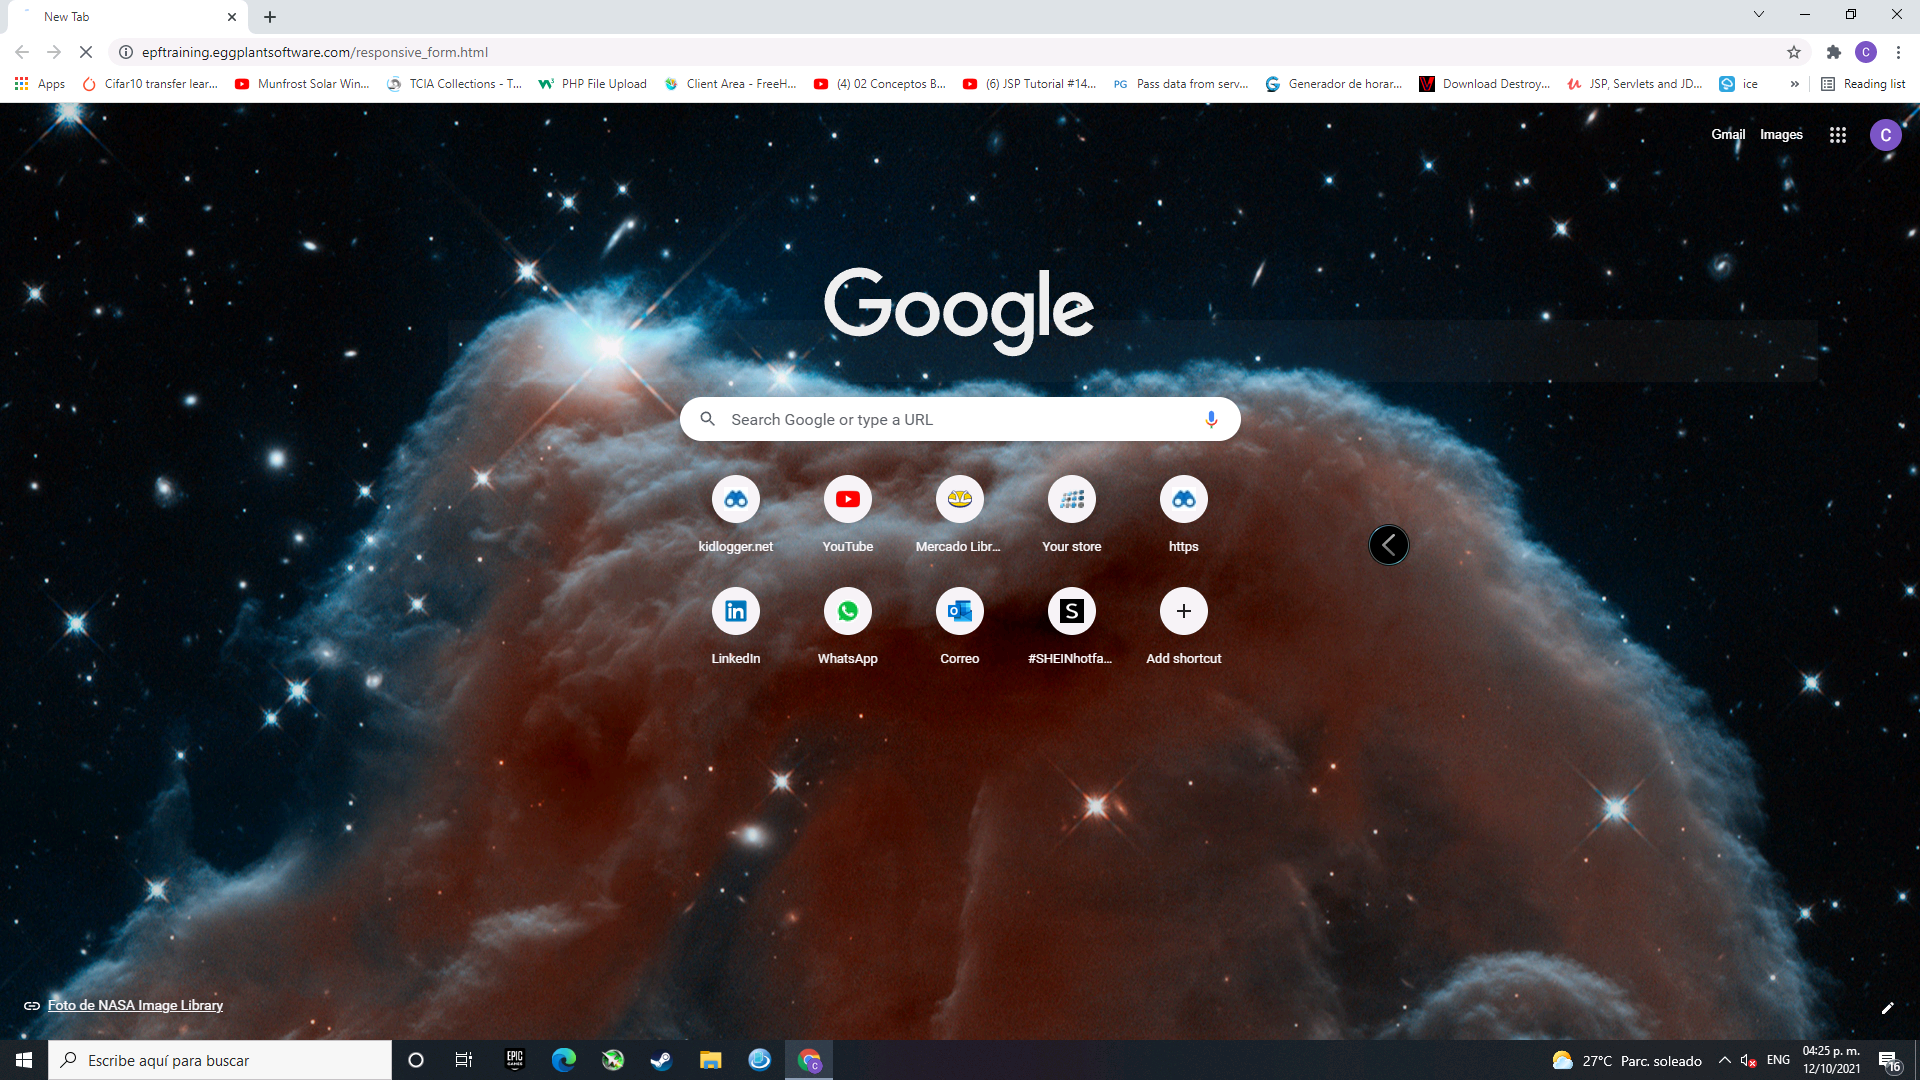 New Tab
epftraining.eggplantsoftware.com/responsive_form.html
C
Apps
Cifar10 transfer lear...
Munfrost Solar Win...
TCIA Collections - T...
PHP File Upload
Client Area - FreeH...
(4) 02 Conceptos B...
(6) JSP Tutorial #14...
PG Pass data from serv...
Generador de horar...
Download Destroy...
JSP, Servlets and JD...
ice
»
Reading list
Gmail
Images
C
Google
Search Google or type a URL
kidlogger.net
YouTube
Mercado Libr...
Your store
https
in
S
LinkedIn
WhatsApp
Correo
#SHEINhotfa...
Add shortcut
Foto de NASA Image Library
Escribe aquí para buscar
EPIC GAMES
C
27°C Parc. soleado
ENG
04:25 p. m.
12/10/2021
16